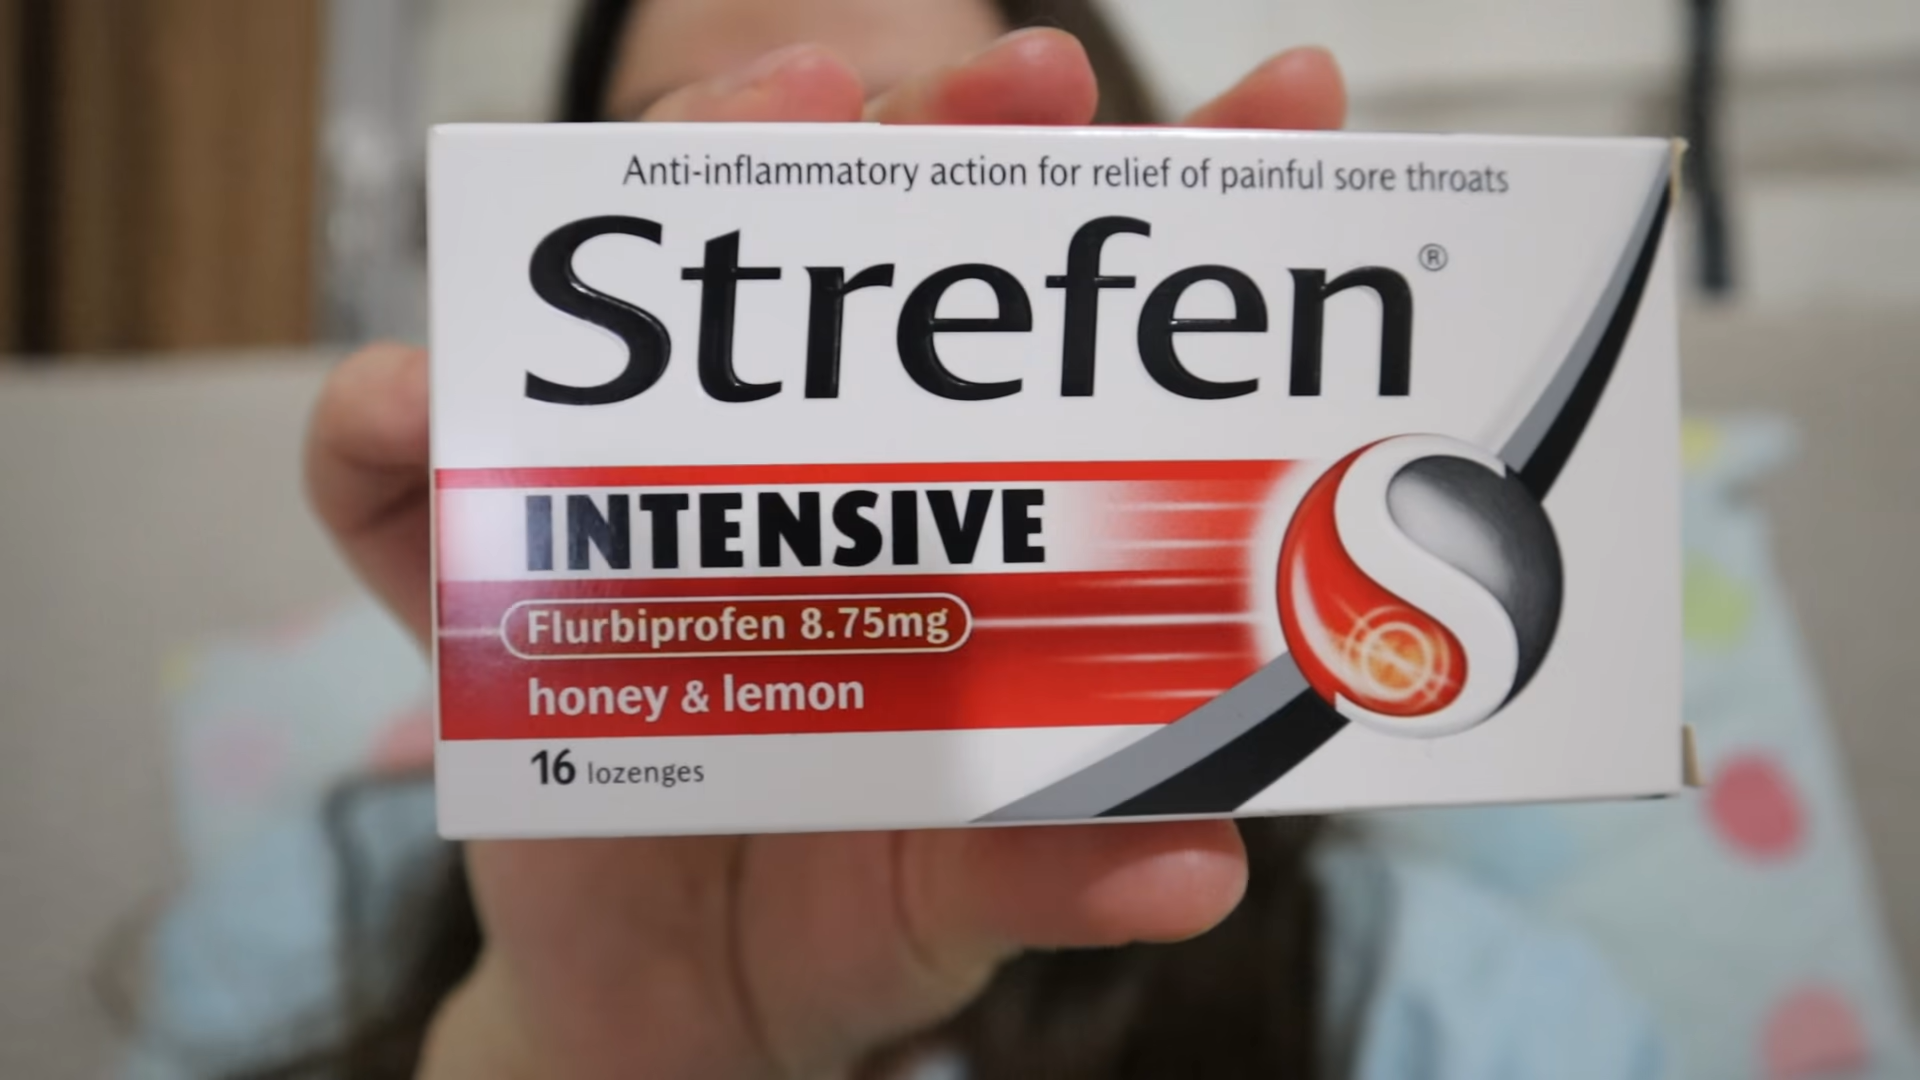 Anti-inflammatory action for relief of painful sore throats
Strefen®
INTENSIVE
Flurbiprofen 8.75mg
honey & lemon
16 lozenges